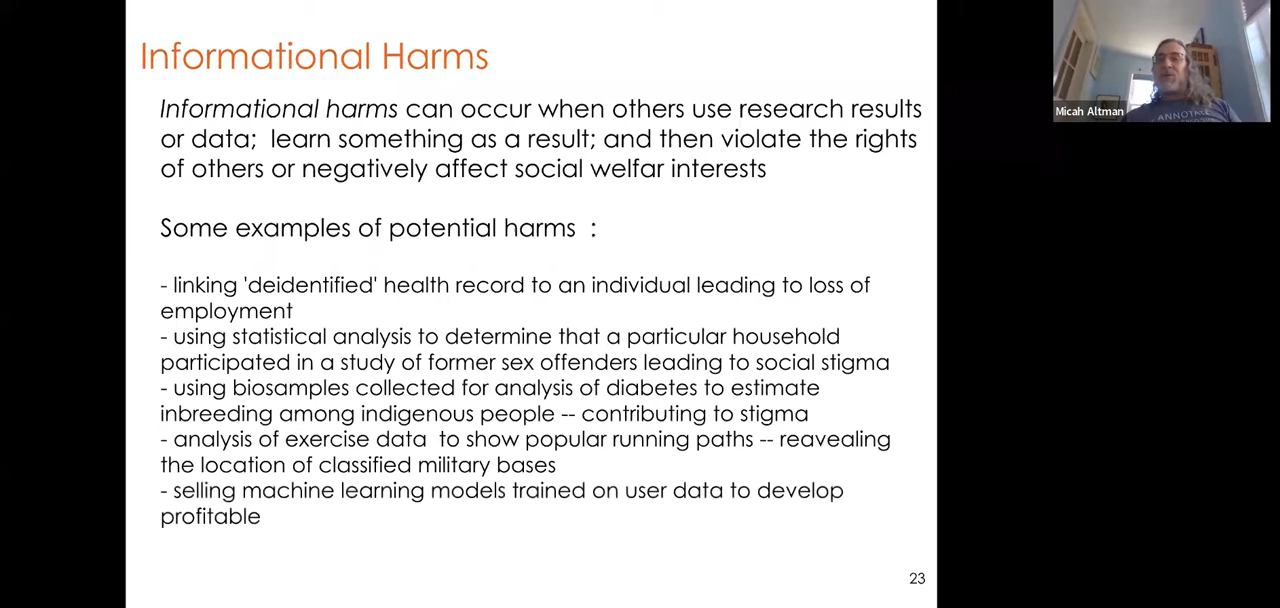 Informational Harms
Informational harms can occur when others use research results
or data;  learn something as a result; and then violate the rights
of others or negatively affect social welfar interests
Some examples of potential harms  :
- linking 'deidentified' health record to an individual leading to loss of
employment
- using statistical analysis to determine that a particular household
participated in a study of former sex offenders leading to social stigma
- using biosamples collected for analysis of diabetes to estimate
inbreeding among indigenous people -- contributing to stigma
- analysis of exercise data  to show popular running paths -- reavealing
the location of classified military bases
- selling machine learning models trained on user data to develop
profitable
23
Micah Altman